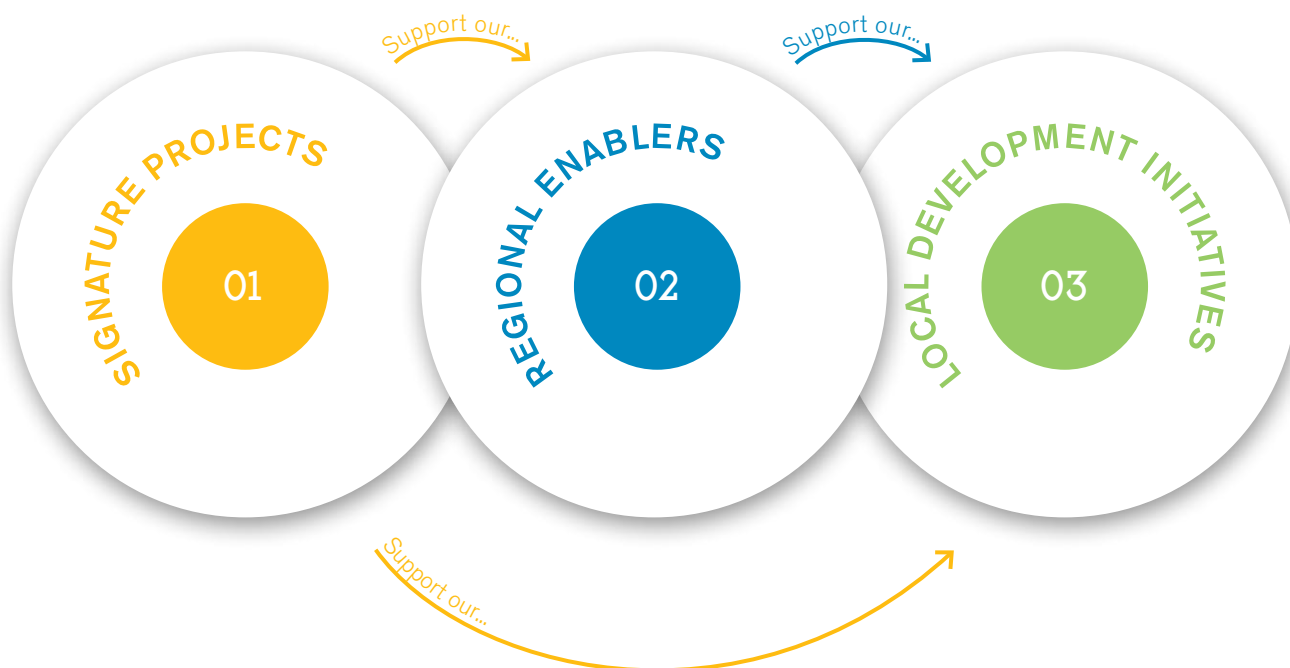 Support our...
Support our...
SIGNATURE PROJECTS
01
REGIONAL ENABLERS
02
LOCAL DEVELOPMENT INITIATIVES
03
Support our...